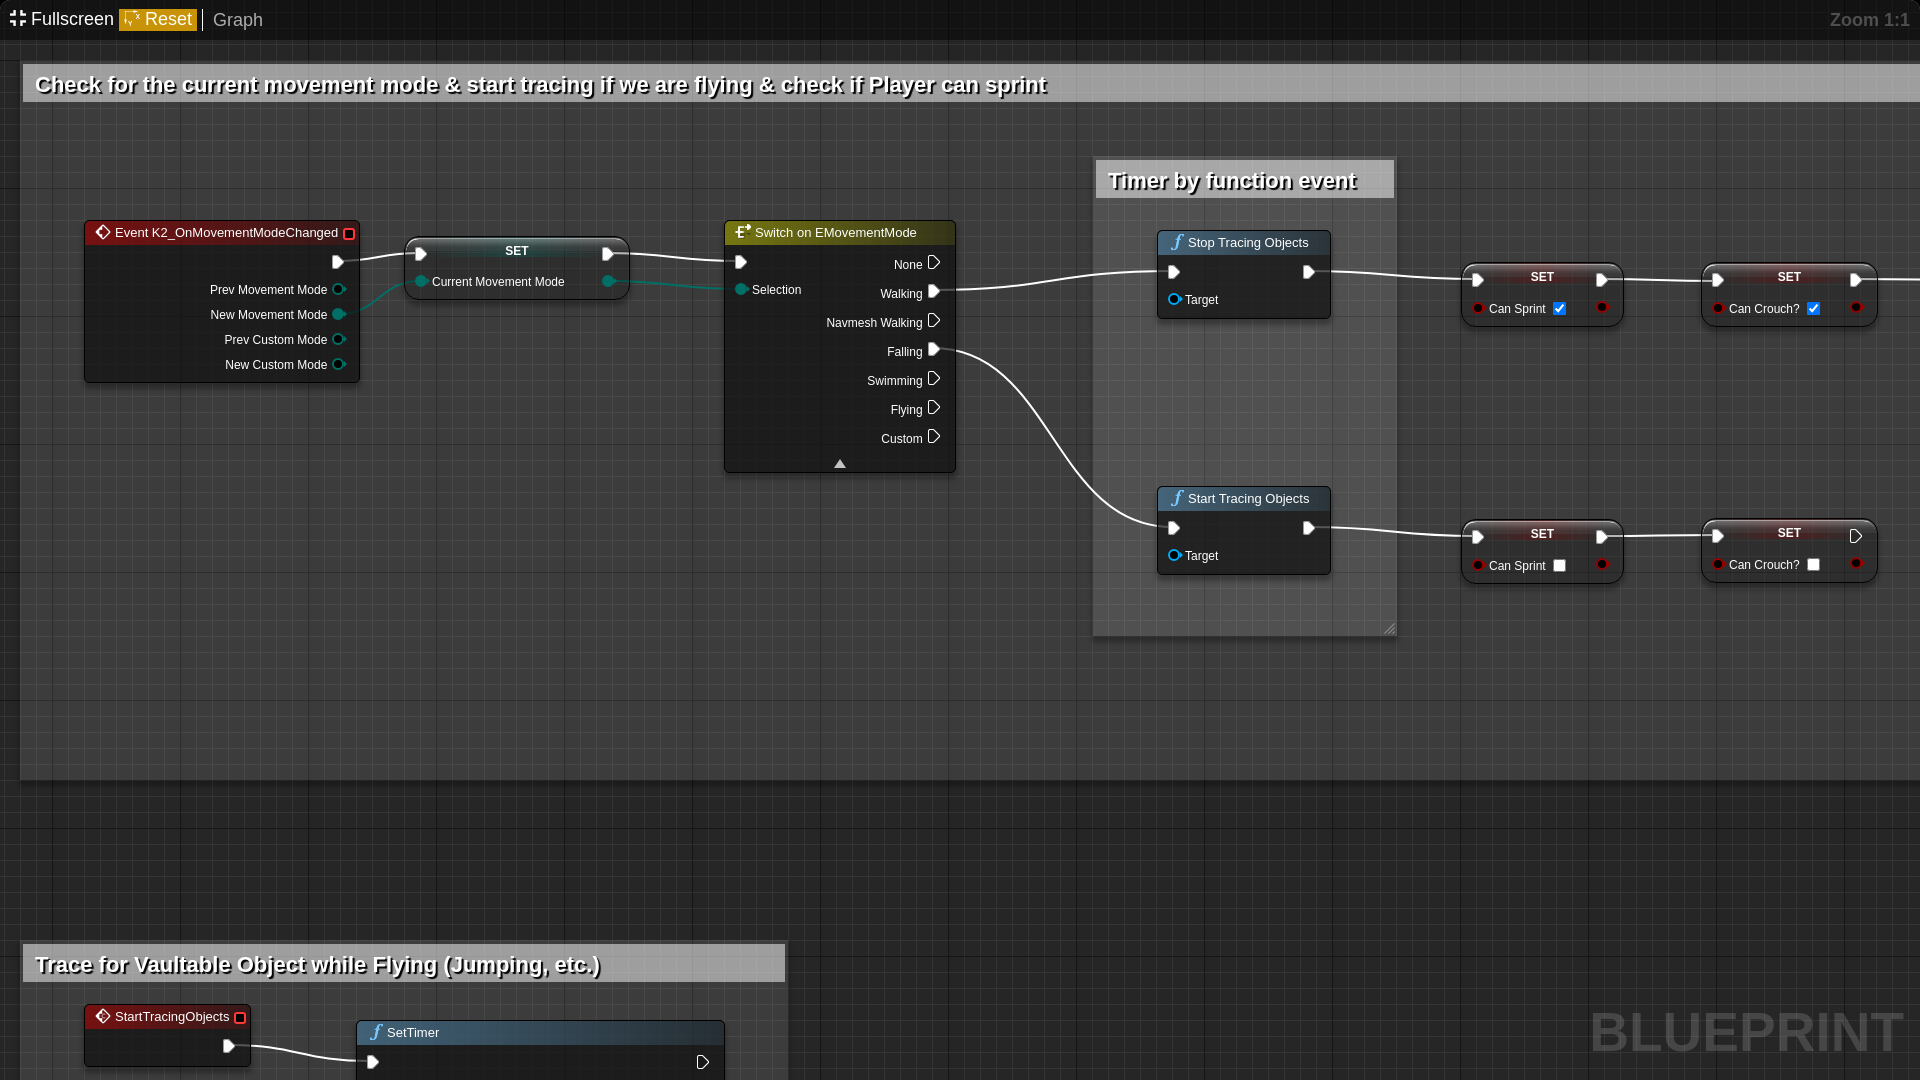 Fullscreen Reset Graph Zoom 1:1
Check for the current movement mode & start tracing if we are flying & check if Player can sprint
Timer by function event
Event K2_OnMovementModeChanged
Prev Movement Mode
New Movement Mode
Prev Custom Mode
New Custom Mode
SET
Current Movement Mode
Switch on EMovementMode
Selection
None
Walking
Navmesh Walking
Falling
Swimming
Flying
Custom
Stop Tracing Objects
Target
SET
Can Sprint
SET
Can Crouch?
Start Tracing Objects
Target
SET
Can Sprint
SET
Can Crouch?
Trace for Vaultable Object while Flying (Jumping, etc.)
StartTracingObjects
SetTimer
BLUEPRINT